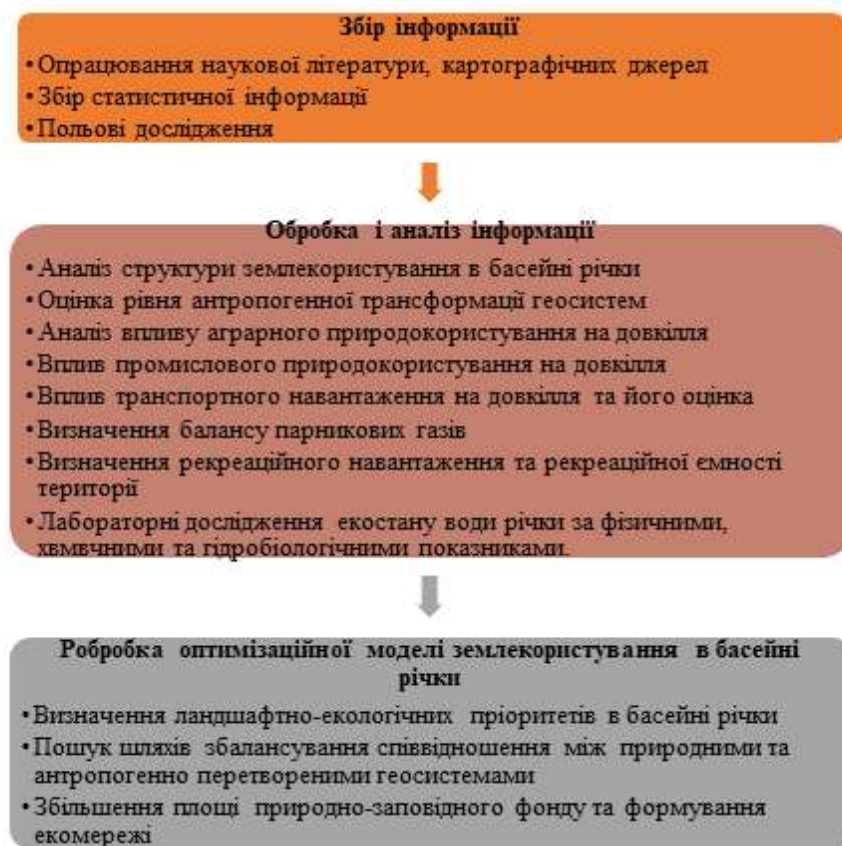 Збір інформації
•Опрацювання наукової літератури, картографічних джерел
•Збір статистичної інформації
•Польові дослідження
Обробка і аналіз інформації
•Аналіз структури землекористування в басейні річки
•Оцінка рівня антропогенної трансформації геосистем
•Аналіз впливу аграрного природокористування на довкілля
•Вплив промислового природокористування на довкілля
•Вплив транспортного навантаження на довкілля та його оцінка
•Визначення балансу парникових газів
•Визначення рекреаційного навантаження та рекреаційної ємності
території
•Лабораторні дослідження екостану води річки за фізичними,
хвмвчними та гідробіологічними показниками.
Робробка оптимізаційної моделі землекористування в басейні
річки
•Визначення ландшафтно-екологічних пріоритетів в басейні річки
•Пошук шляхів збалансування співвідношення між природними та
антропогенно перетвореними геосистемами
•Збільшення площі природно-заповідного фонду та формування
екомережі